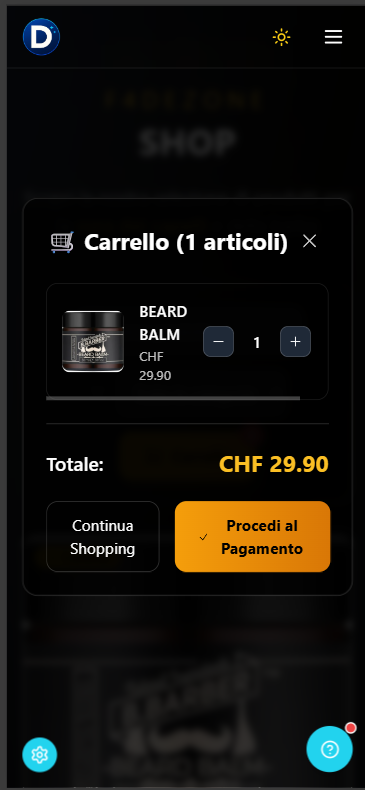 D
F4DEZONE
SHOP
Carrello (1 articoli)
BEARD
BALM
CHF
29.90
1
Totale:
CHF 29.90
Continua
Shopping
Procedi al
Pagamento